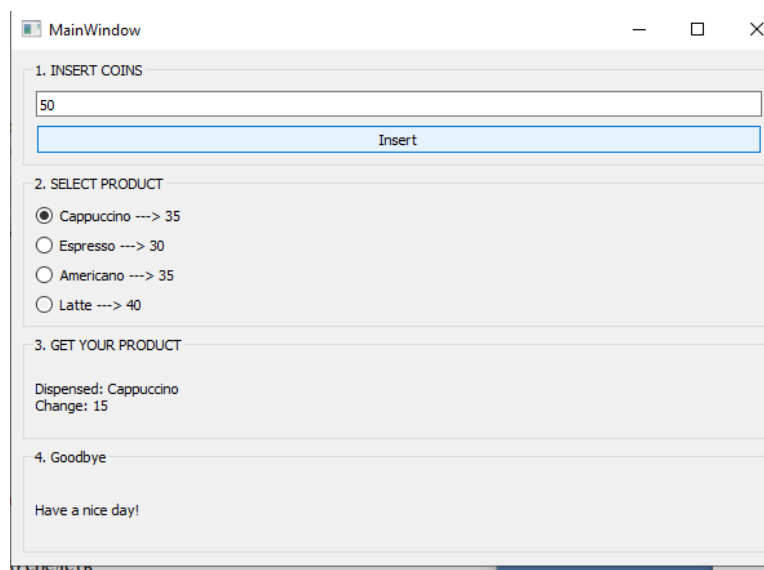 MainWindow
1. INSERT COINS
50
Insert
2. SELECT PRODUCT
Cappuccino ---> 35
Espresso ---> 30
Americano ---> 35
Latte ---> 40
3. GET YOUR PRODUCT
Dispensed: Cappuccino
Change: 15
4. Goodbye
Have a nice day!